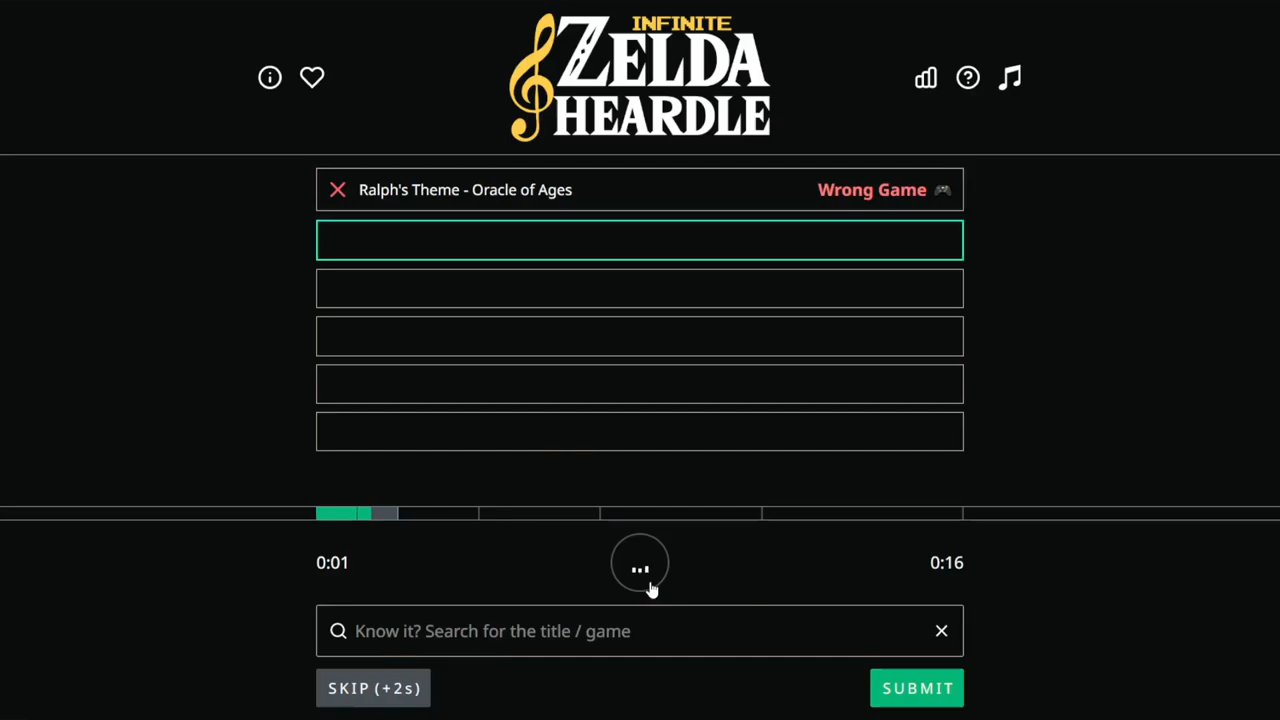 INFINITE
ZELDA
HEARDLE
Ralph's Theme - Oracle of Ages
Wrong Game
0:01
0:16
Know it? Search for the title / game
SKIP (+2s)
SUBMIT